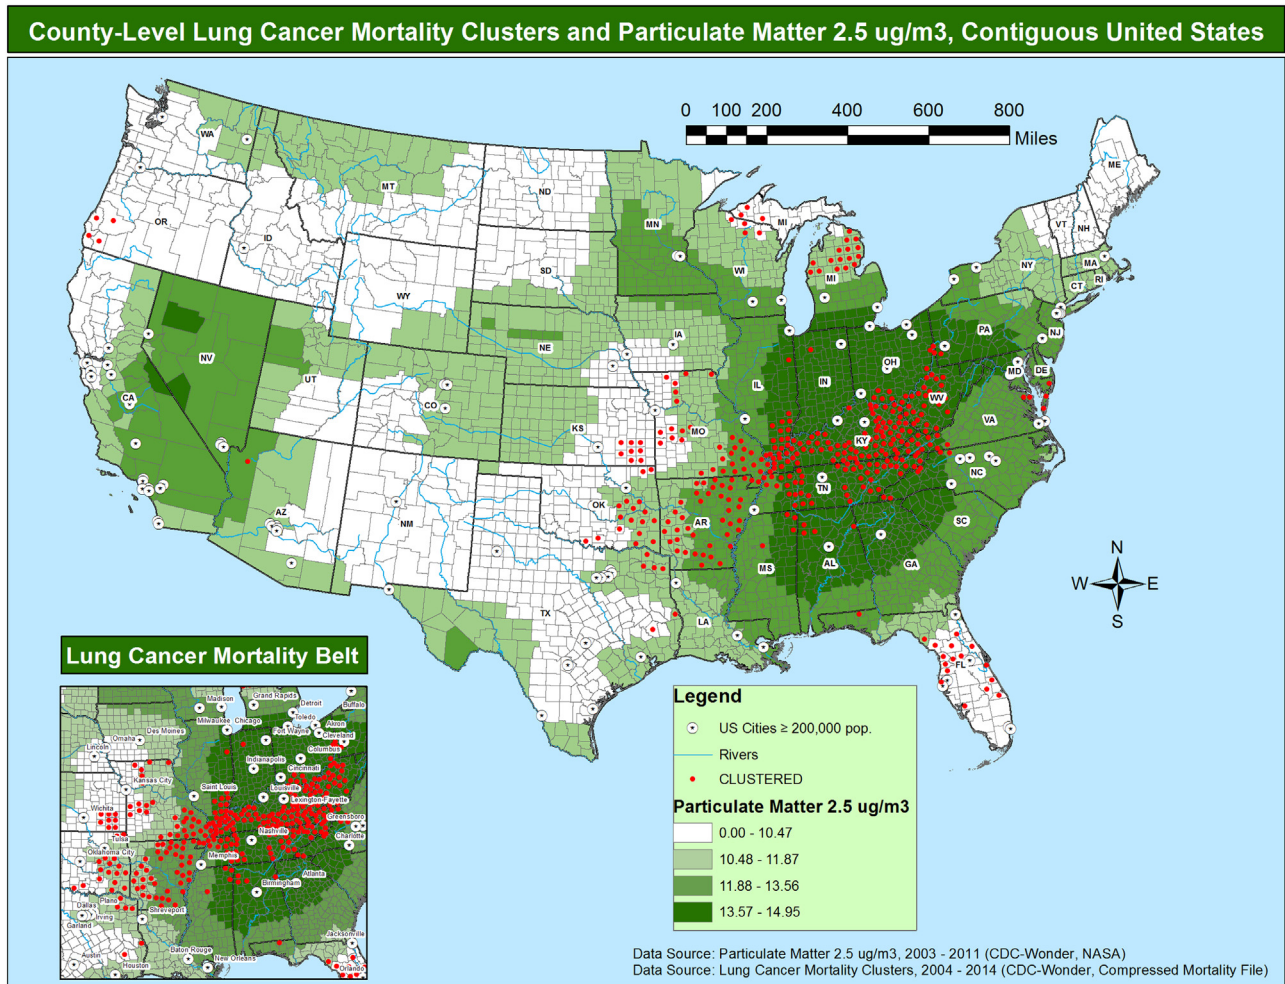 County-Level Lung Cancer Mortality Clusters and Particulate Matter 2.5 ug/m3, Contiguous United States
0 100 200 400 600 800
Miles
WA
MT
ND
MN
ME
OR
ID
SD
WI
MI
MI
VT
NH
NY
MA
CT
RI
WY
NE
IA
PA
NJ
NV
UT
CO
KS
MO
IL
IN
OH
WV
MD
DE
VA
CA
KY
AZ
NM
OK
AR
TN
NC
SC
TX
LA
MS
AL
GA
FL
N
W
E
S
Lung Cancer Mortality Belt
Madison
Grand Rapids
Detroit
Buffalo
Milwaukee
Chicago
Toledo
Akron
Omaha
Des Moines
Fort Wayne
Cleveland
Lincoln
Columbus
Indianapolis
Cincinnati
Kansas City
Saint Louis
Louisville
Lexington-Fayette
Wichita
Greensboro
Tulsa
Nashville
Charlotte
Oklahoma City
Memphis
Atlanta
Birmingham
Plano
Dallas
Irving
Shreveport
Garland
Jacksonville
Baton Rouge
Austin
New Orleans
Houston
Orlando
Legend
US Cities ≥ 200,000 pop.
Rivers
CLUSTERED
Particulate Matter 2.5 ug/m3
0.00 - 10.47
10.48 - 11.87
11.88 - 13.56
13.57 - 14.95
Data Source: Particulate Matter 2.5 ug/m3, 2003 - 2011 (CDC-Wonder, NASA)
Data Source: Lung Cancer Mortality Clusters, 2004 - 2014 (CDC-Wonder, Compressed Mortality File)